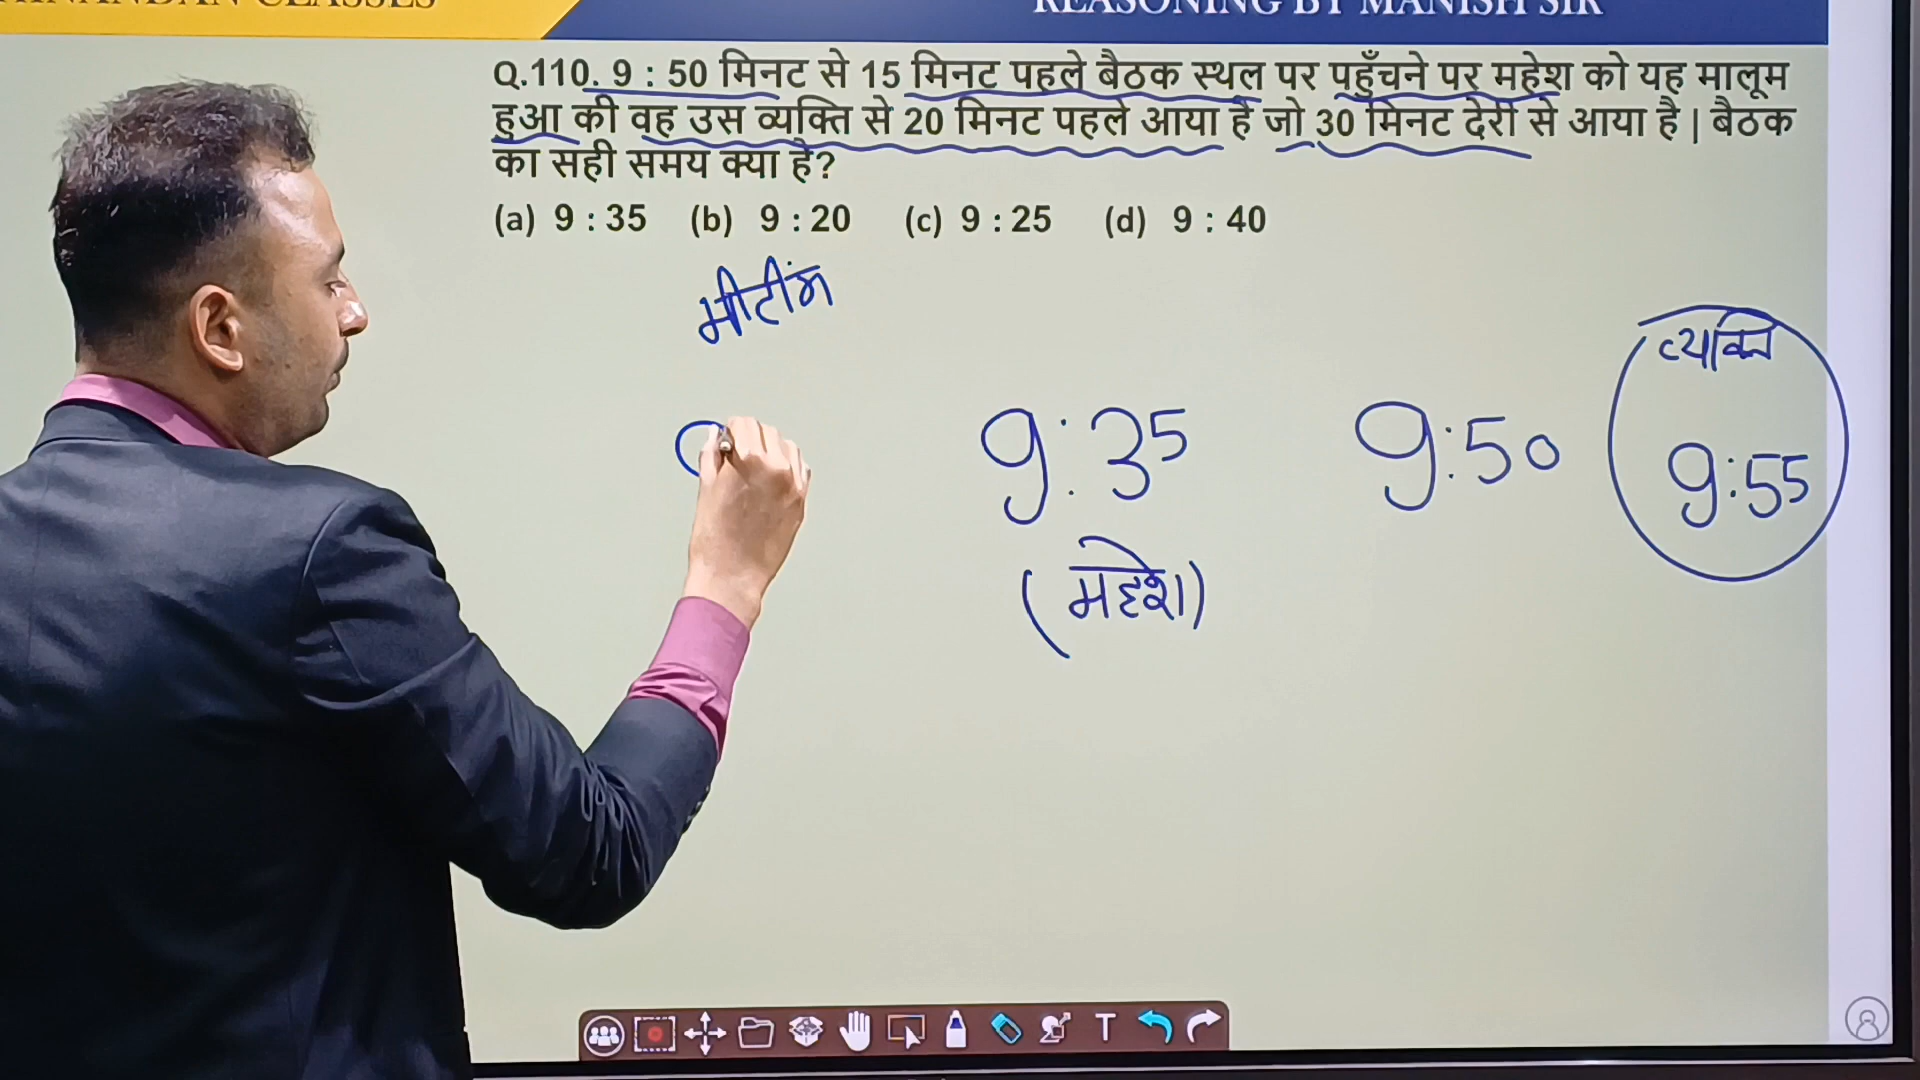 REASONING BY MANISH SIR
Q.110. 9 : 50 मिनट से 15 मिनट पहले बैठक स्थल पर पहुँचने पर महेश को यह मालूम
हुआ की वह उस व्यक्ति से 20 मिनट पहले आया है जो 30 मिनट देरी से आया है | बैठक
का सही समय क्या है?
(a) 9 : 35 (b) 9 : 20 (c) 9 : 25 (d) 9 : 40
मीटींग
व्यक्ति
9:35
9:50
9:55
(महेश)
T